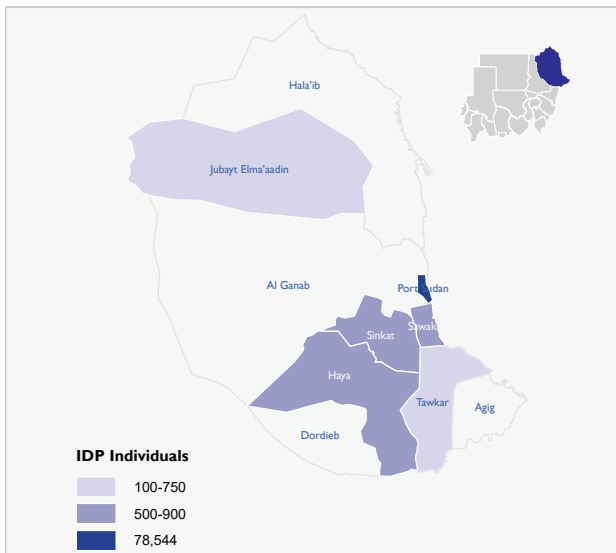 Hala'ib
Jubayt Elma'aadin
Al Ganab
Port Sudan
Sinkat
Haya
Tawkar
Agig
Dordieb
IDP Individuals
100-750
500-900
78,544